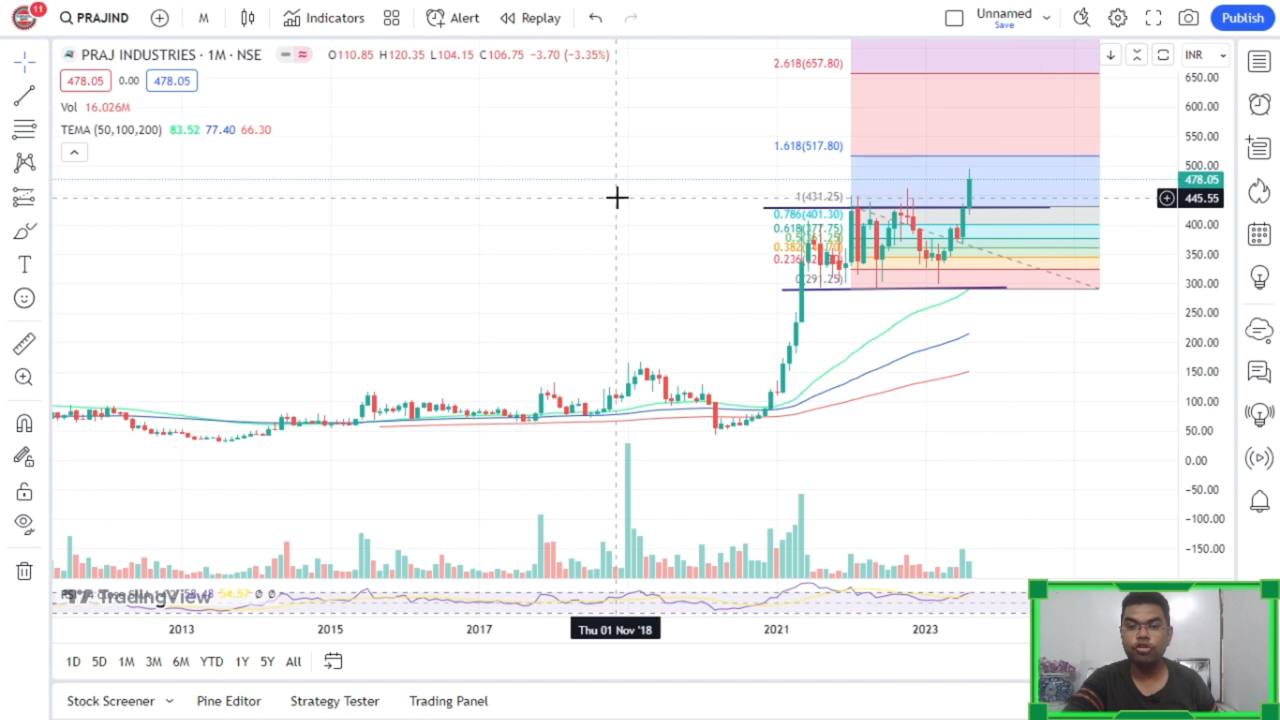 11
PRAJIND
M
Indicators
Alert
Replay
Unnamed
Save
Publish
PRAJ INDUSTRIES · 1M · NSE
O110.85 H120.35 L104.15 C106.75 −3.70 (−3.35%)
INR
478.05 0.00 478.05
Vol 16.026M
TEMA (50,100,200) 83.52 77.40 66.30
2.618(657.80)
1.618(517.80)
1(431.25)
0.786(401.30)
0(291.25)
650.00
600.00
550.00
500.00
478.05
445.55
400.00
350.00
300.00
250.00
200.00
150.00
100.00
50.00
0.00
−50.00
−100.00
−150.00
TradingView
2013
2015
2017
Thu 01 Nov '18
2021
2023
1D 5D 1M 3M 6M YTD 1Y 5Y All
Stock Screener Pine Editor Strategy Tester Trading Panel